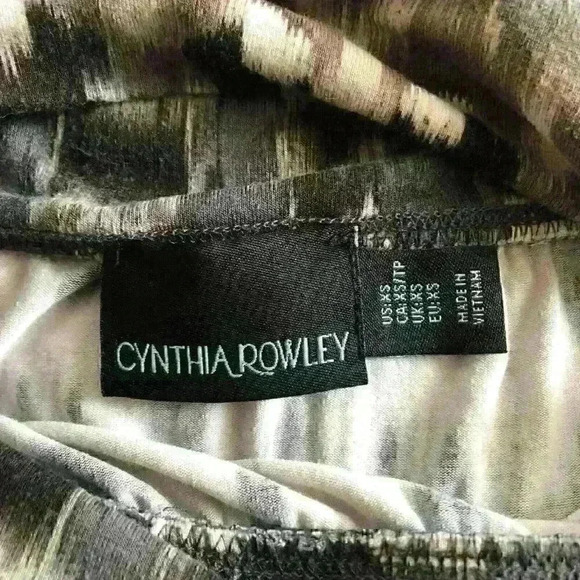 CYNTHIA ROWLEY
US:XS
CA:XS/TP
UK:XS
EU:XS
MADE IN
VIETNAM